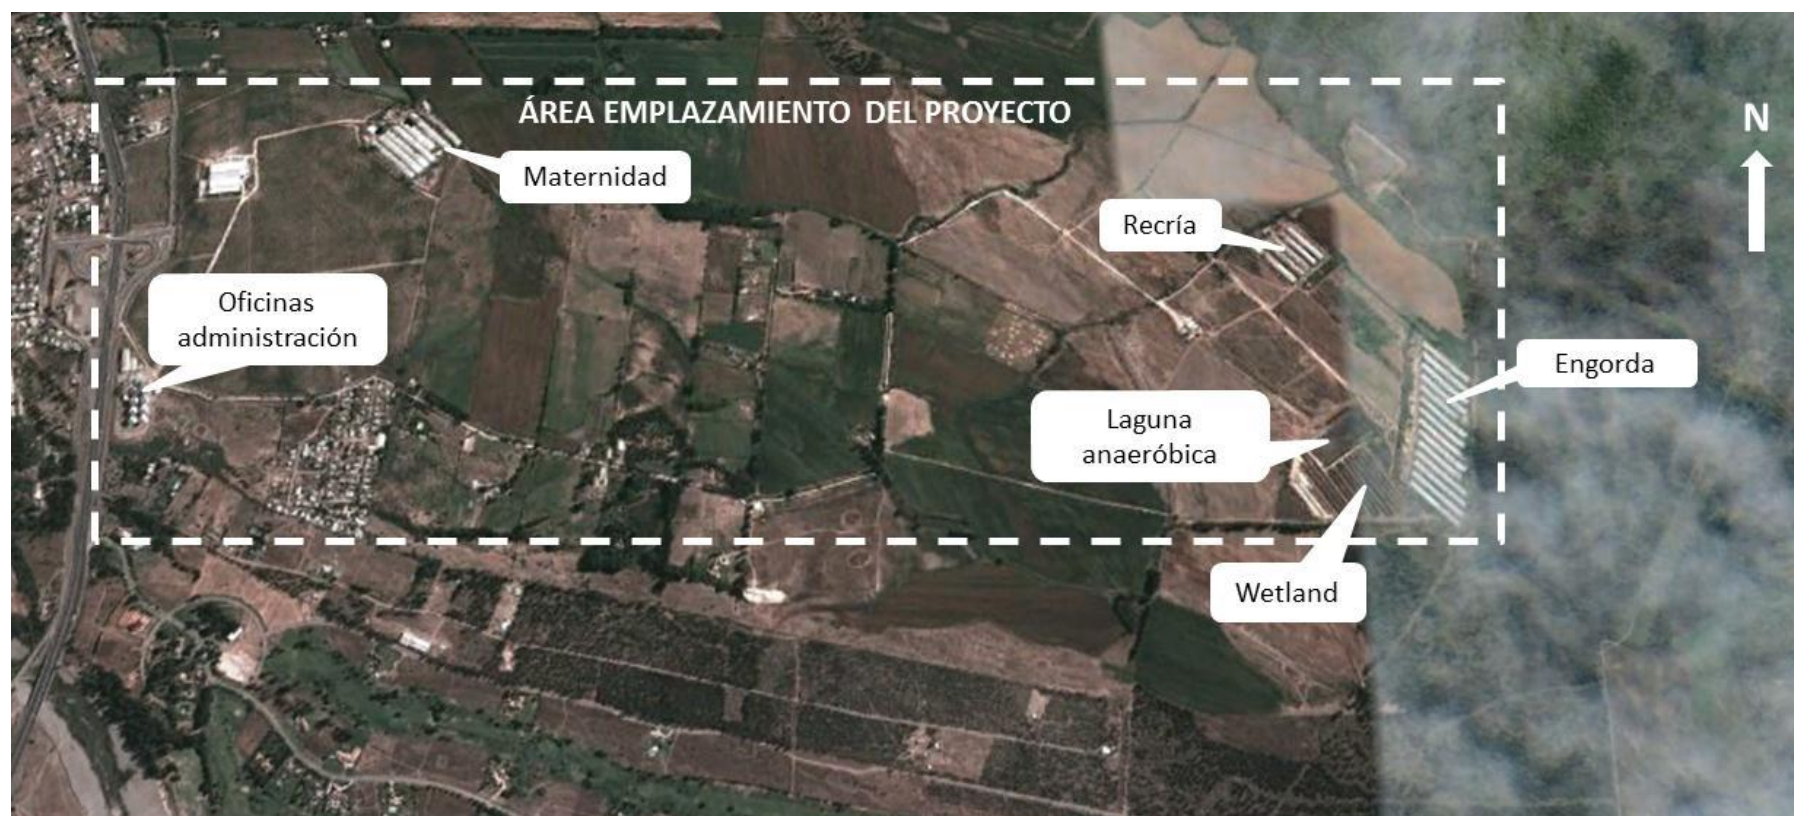 ÁREA EMPLAZAMIENTO DEL PROYECTO
N
Maternidad
Recría
Oficinas
administración
Engorda
Laguna
anaeróbica
Wetland